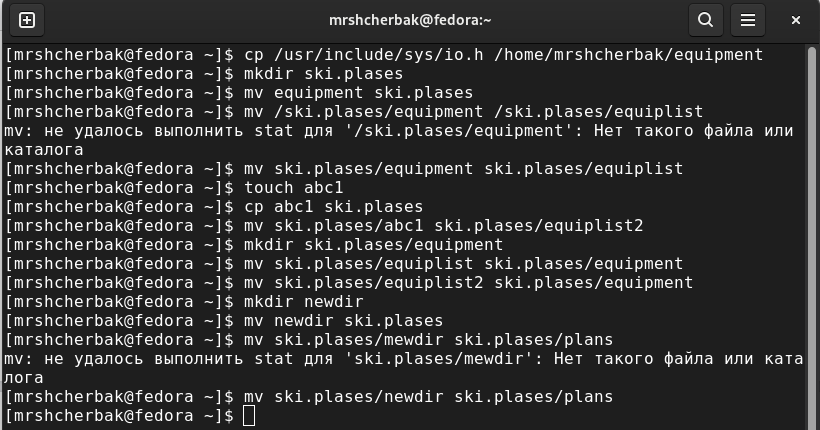 mrshcherbak@fedora:~
[mrshcherbak@fedora ~]$ cp /usr/include/sys/io.h /home/mrshcherbak/equipment
[mrshcherbak@fedora ~]$ mkdir ski.plases
[mrshcherbak@fedora ~]$ mv equipment ski.plases
[mrshcherbak@fedora ~]$ mv /ski.plases/equipment /ski.plases/equiplist
mv: не удалось выполнить stat для '/ski.plases/equipment': Нет такого файла или
каталога
[mrshcherbak@fedora ~]$ mv ski.plases/equipment ski.plases/equiplist
[mrshcherbak@fedora ~]$ touch abc1
[mrshcherbak@fedora ~]$ cp abc1 ski.plases
[mrshcherbak@fedora ~]$ mv ski.plases/abc1 ski.plases/equiplist2
[mrshcherbak@fedora ~]$ mkdir ski.plases/equipment
[mrshcherbak@fedora ~]$ mv ski.plases/equiplist ski.plases/equipment
[mrshcherbak@fedora ~]$ mv ski.plases/equiplist2 ski.plases/equipment
[mrshcherbak@fedora ~]$ mkdir newdir
[mrshcherbak@fedora ~]$ mv newdir ski.plases
[mrshcherbak@fedora ~]$ mv ski.plases/mewdir ski.plases/plans
mv: не удалось выполнить stat для 'ski.plases/mewdir': Нет такого файла или ката
лога
[mrshcherbak@fedora ~]$ mv ski.plases/newdir ski.plases/plans
[mrshcherbak@fedora ~]$